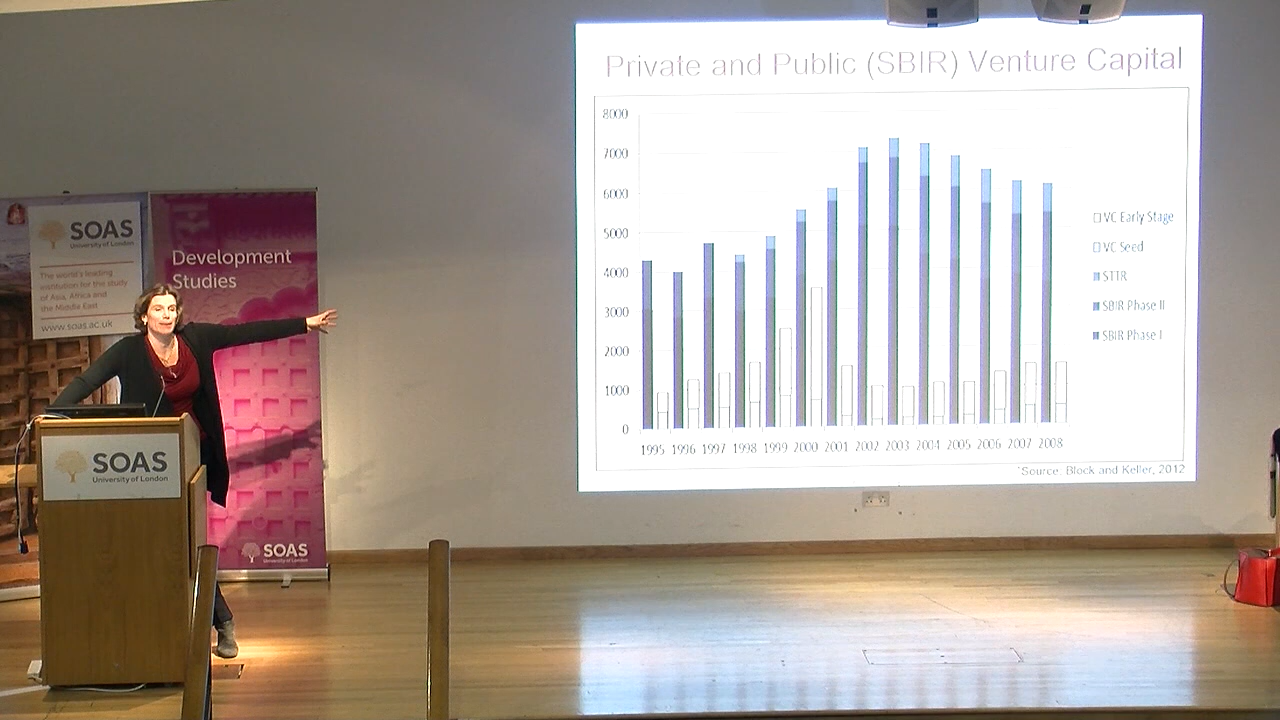 SOAS
University of London
The world's leading
institution for the study
of Asia, Africa and
the Middle East
www.soas.ac.uk
Development
Studies
SOAS
University of London
SOAS
University of London
Private and Public (SBIR) Venture Capital
8000
7000
6000
5000
4000
3000
2000
1000
0
1995 1996 1997 1998 1999 2000 2001 2002 2003 2004 2005 2006 2007 2008
VC Early Stage
VC Seed
STTR
SBIR Phase II
SBIR Phase I
*Source: Block and Keller, 2012